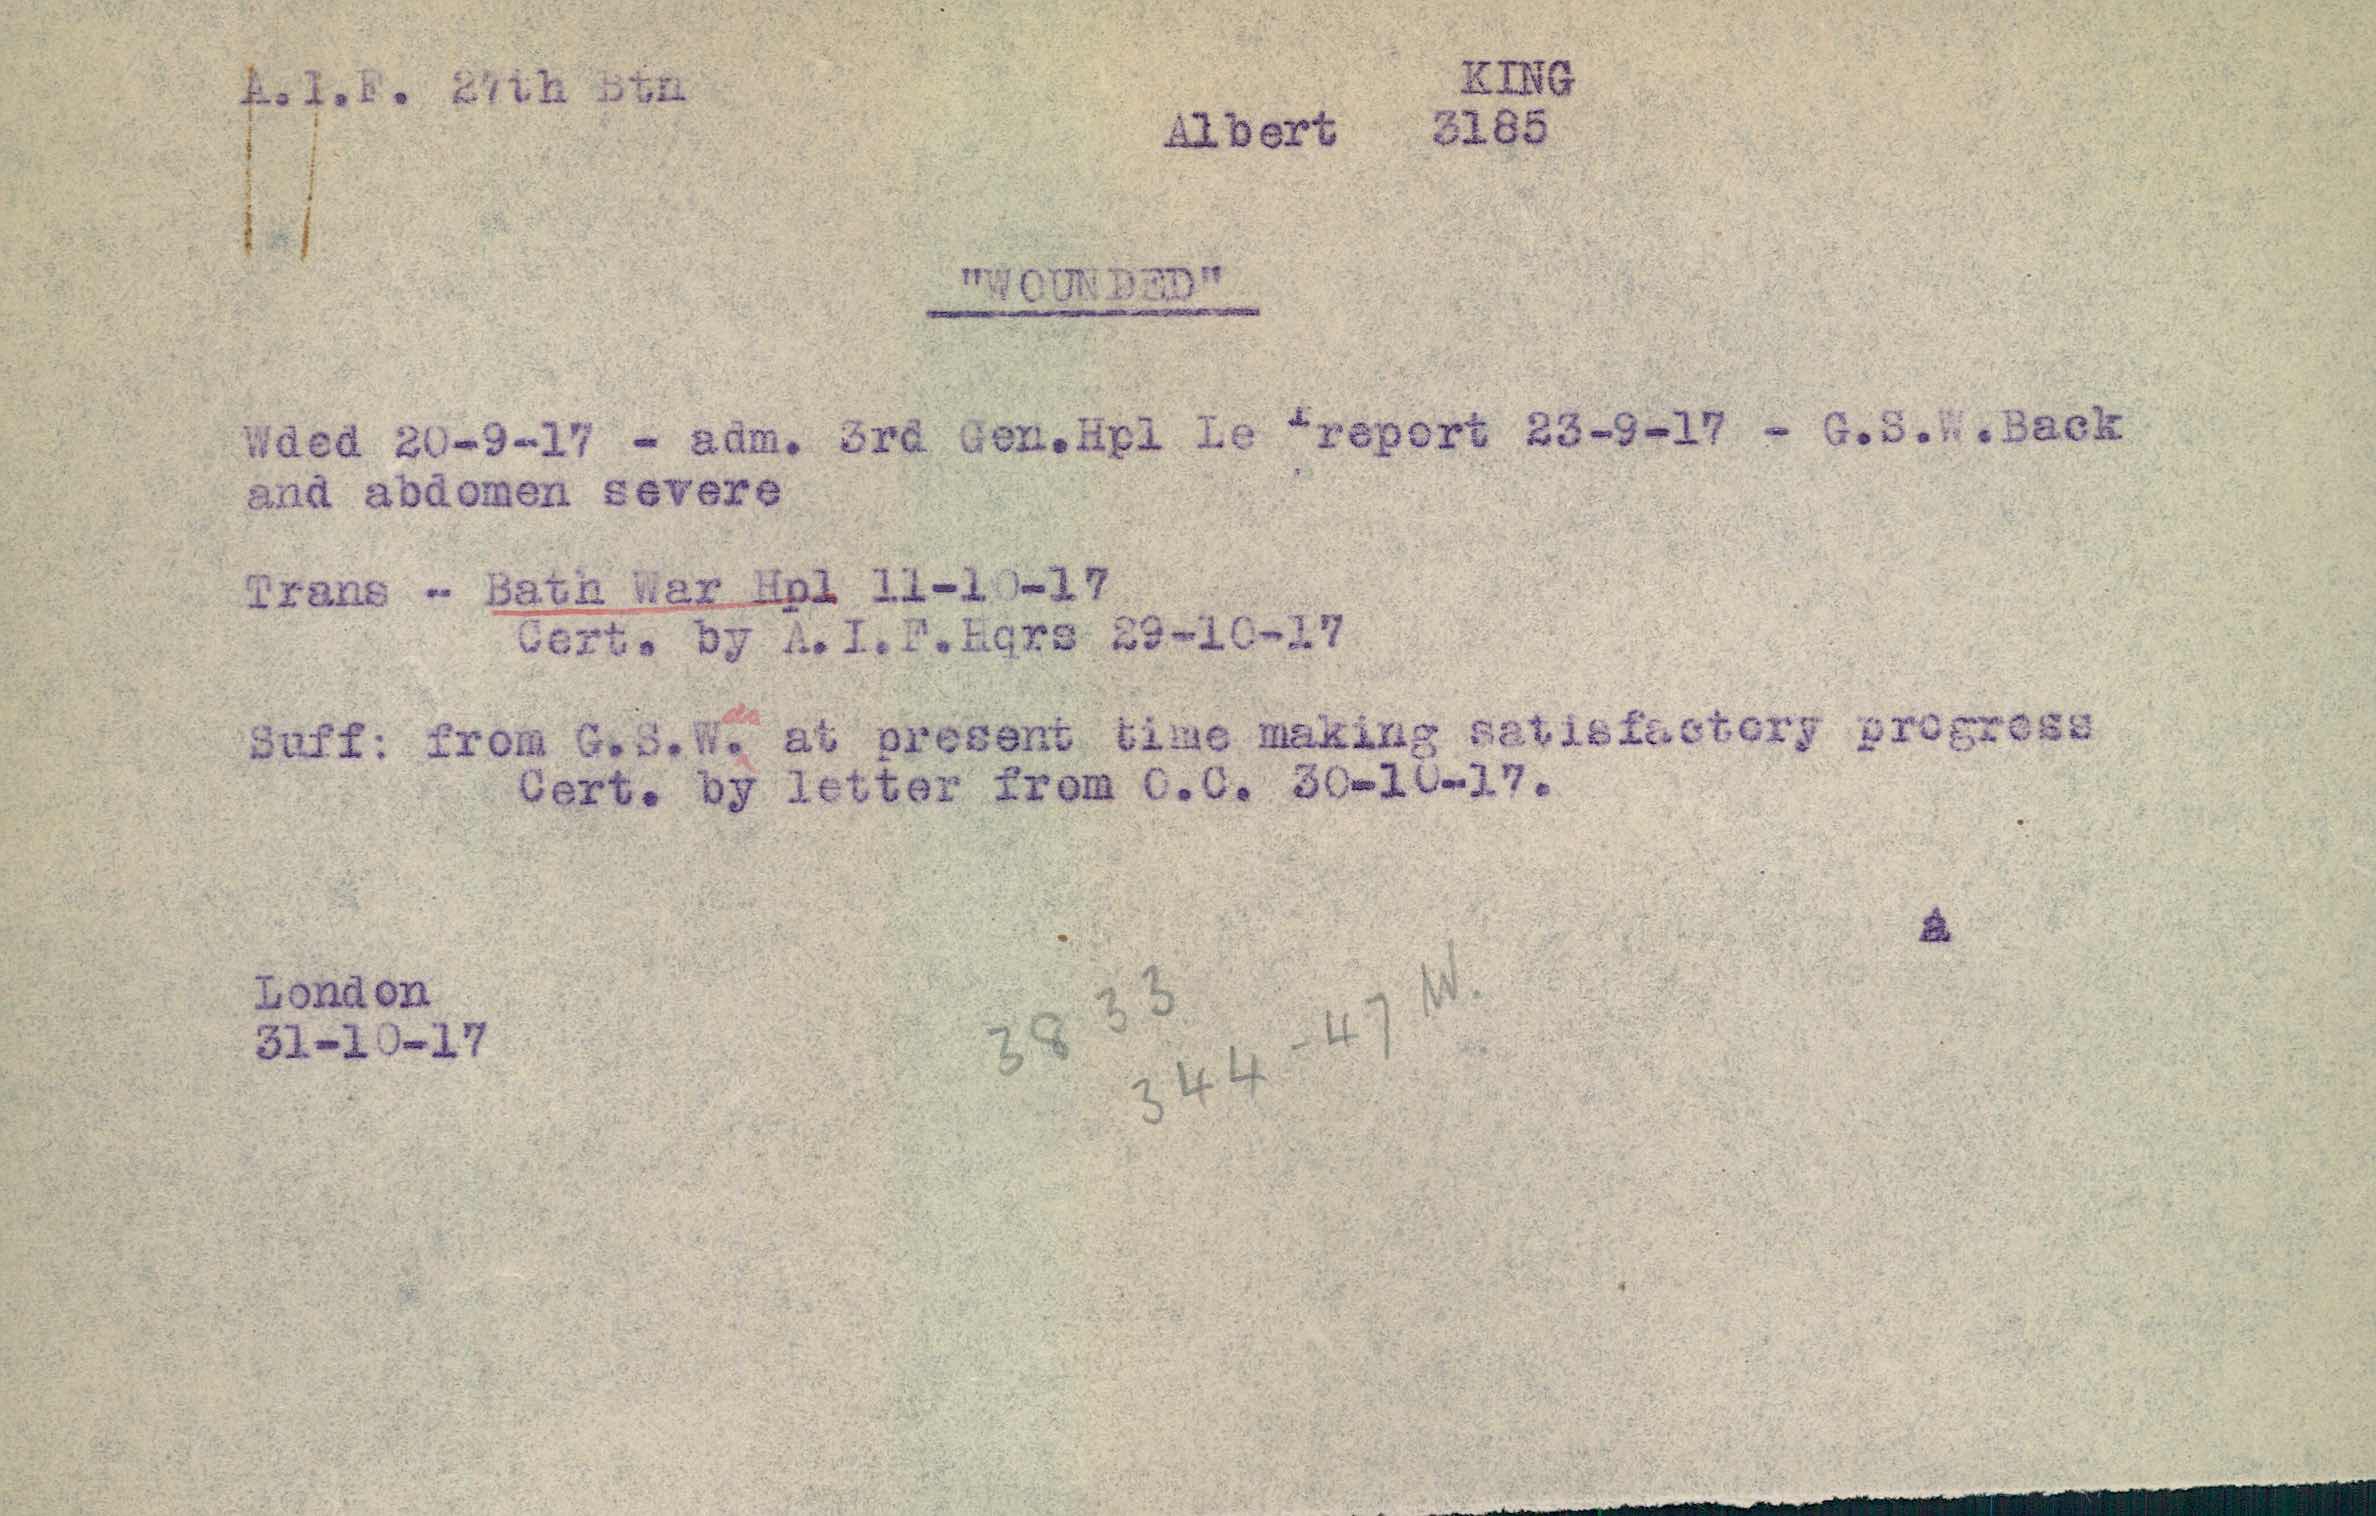 A.I.F. 27th Btn
KING
Albert 3185
"WOUNDED"
Wded 20-9-17 - adm. 3rd Gen.Hpl Le Treport 23-9-17 - G.S.W.Back
and abdomen severe
Trans - Bath War Hpl 11-10-17
Cert. by A.I.F.Hqrs 29-10-17
Suff: from G.S.W. at present time making satisfactory progress
Cert. by letter from O.C. 30-10-17.
London
31-10-17
3833
344-47 W.